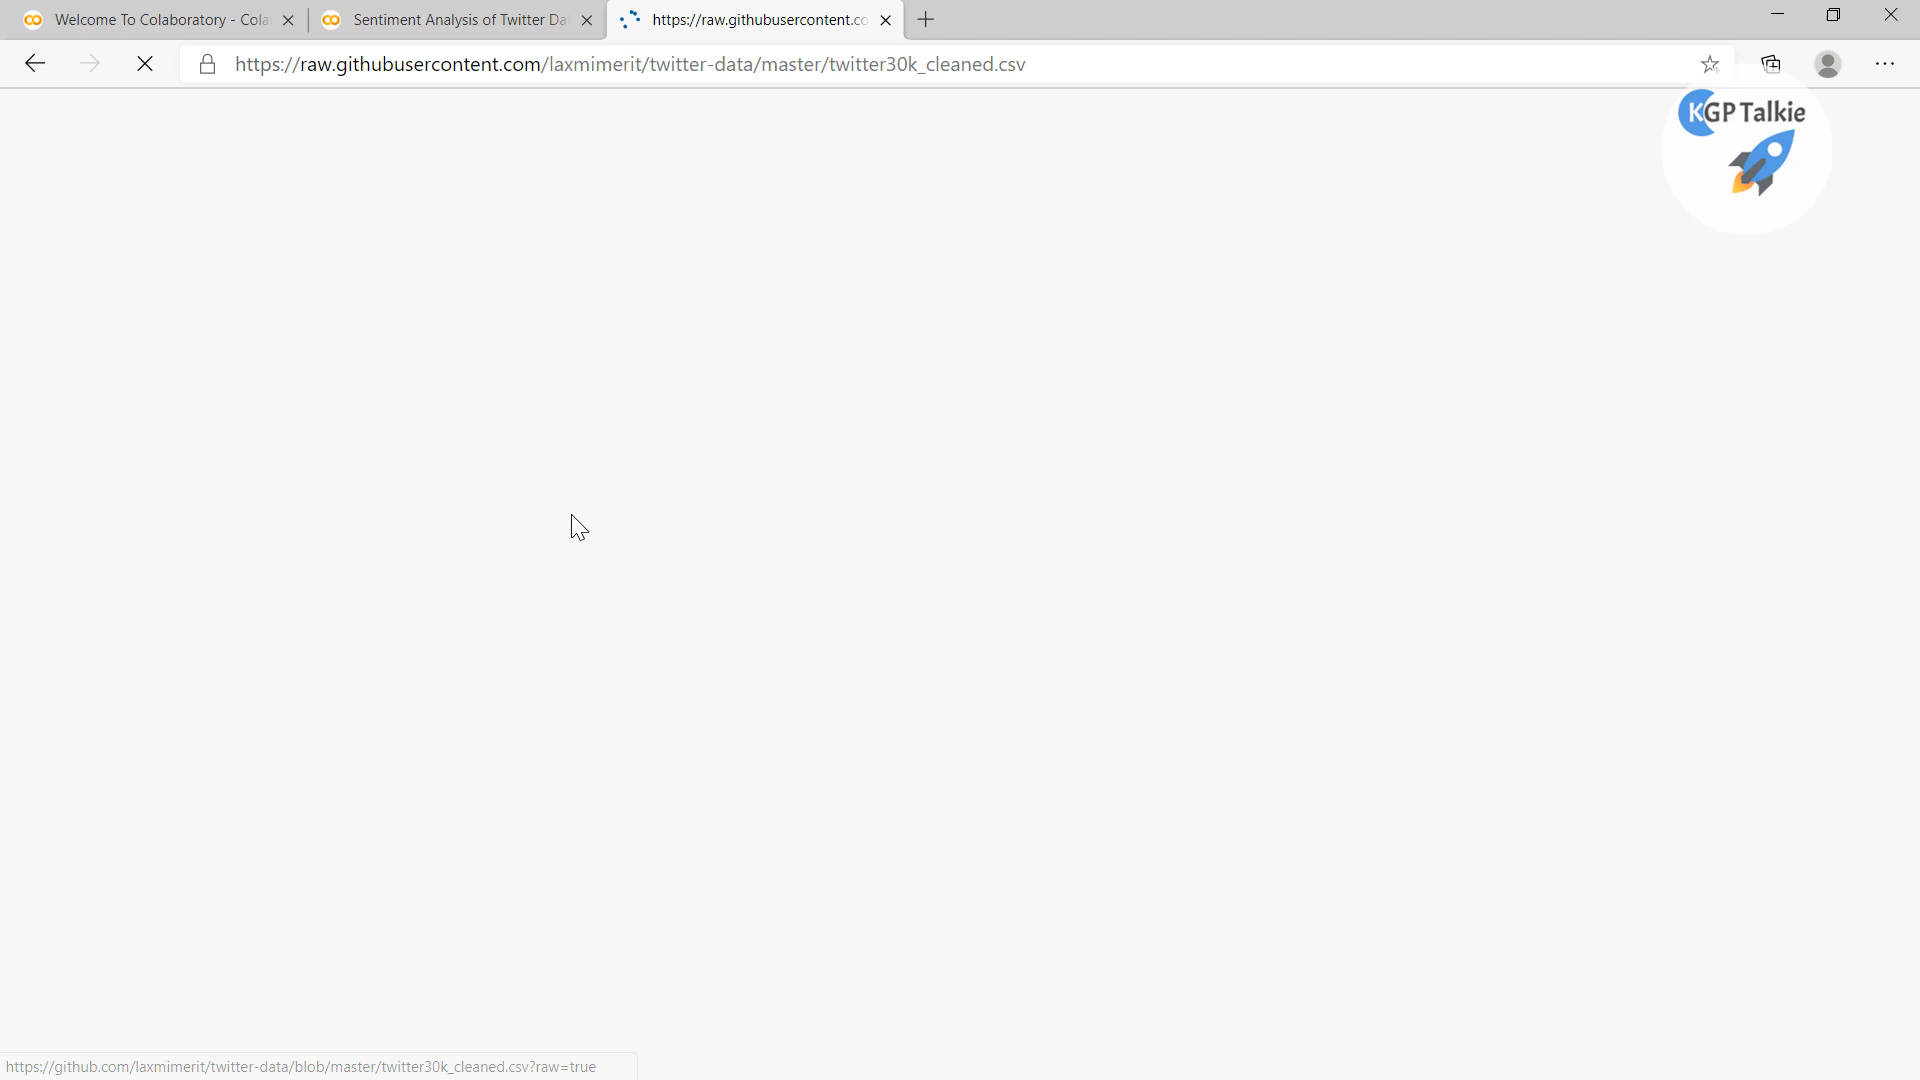 Welcome To Colaboratory - Cola
Sentiment Analysis of Twitter Da
https://raw.githubusercontent.co
https://raw.githubusercontent.com/laxmimerit/twitter-data/master/twitter30k_cleaned.csv
KGP Talkie
https://github.com/laxmimerit/twitter-data/blob/master/twitter30k_cleaned.csv?raw=true